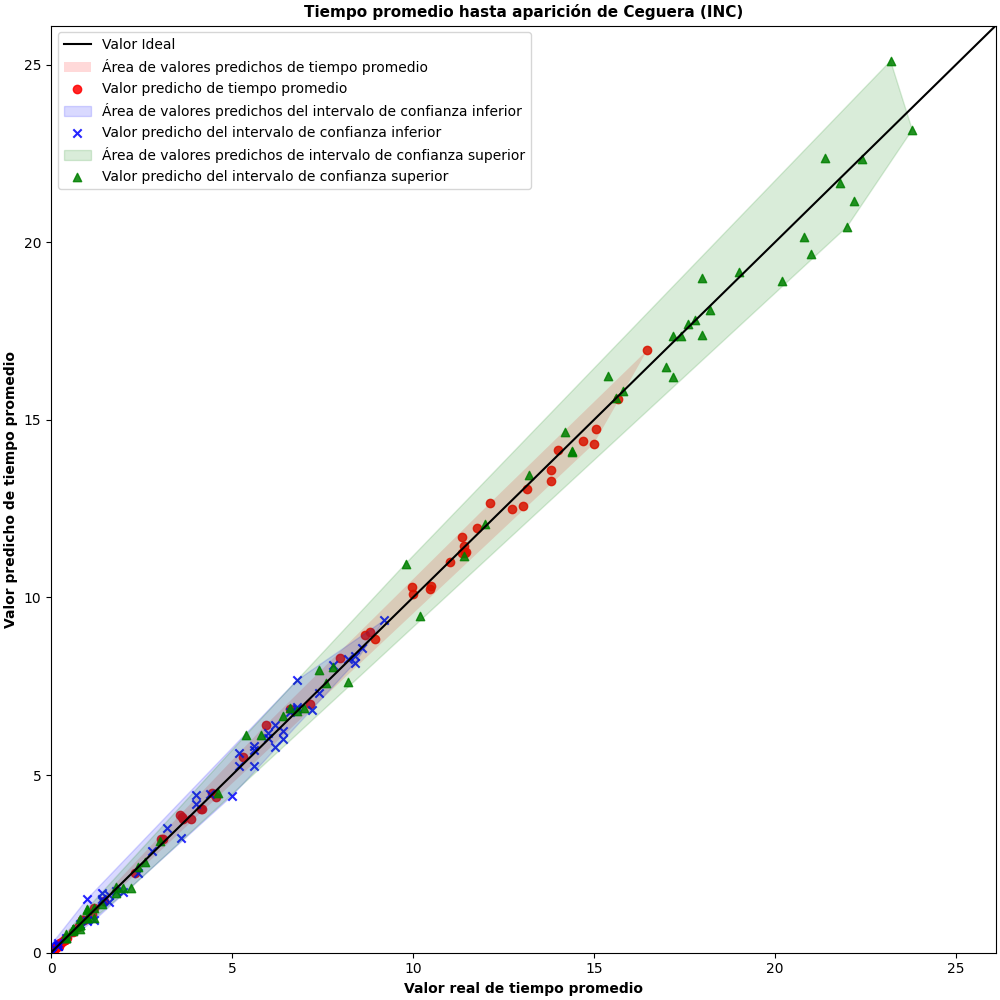 Tiempo promedio hasta aparición de Ceguera (INC)
Valor Ideal
Área de valores predichos de tiempo promedio
Valor predicho de tiempo promedio
Área de valores predichos del intervalo de confianza inferior
Valor predicho del intervalo de confianza inferior
Área de valores predichos de intervalo de confianza superior
Valor predicho del intervalo de confianza superior
Valor predicho de tiempo promedio
25
20
15
10
5
0
0 5 10 15 20 25
Valor real de tiempo promedio